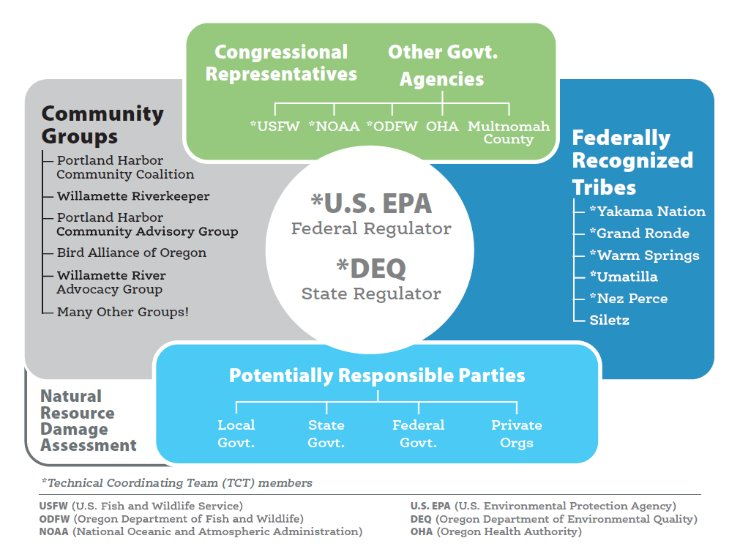 Congressional
Representatives
Other Govt.
Agencies
*USFW *NOAA *ODFW OHA Multnomah
County
Community
Groups
Portland Harbor
Community Coalition
Willamette Riverkeeper
Portland Harbor
Community Advisory Group
Bird Alliance of Oregon
Willamette River
Advocacy Group
Many Other Groups!
*U.S. EPA
Federal Regulator
*DEQ
State Regulator
Federally
Recognized
Tribes
*Yakama Nation
*Grand Ronde
*Warm Springs
*Umatilla
*Nez Perce
Siletz
Potentially Responsible Parties
Local
Govt.
State
Govt.
Federal
Govt.
Private
Orgs
Natural
Resource
Damage
Assessment
*Technical Coordinating Team (TCT) members
USFW (U.S. Fish and Wildlife Service)
ODFW (Oregon Department of Fish and Wildlife)
NOAA (National Oceanic and Atmospheric Administration)
U.S. EPA (U.S. Environmental Protection Agency)
DEQ (Oregon Department of Environmental Quality)
OHA (Oregon Health Authority)